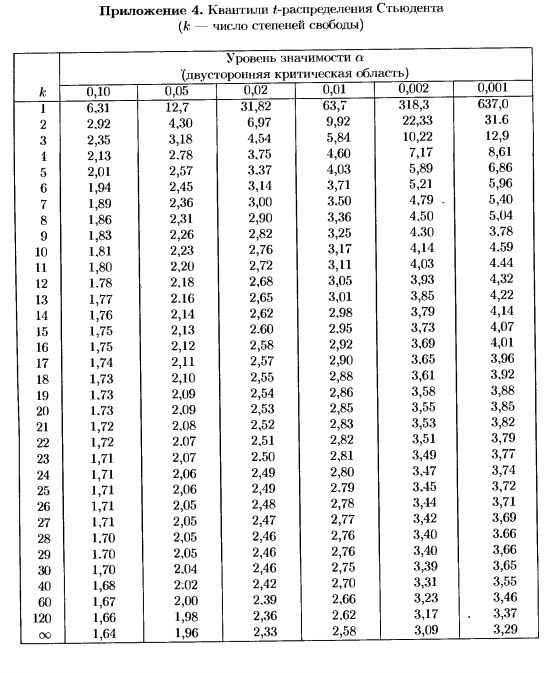 Приложение 4. Квантили t-распределения Стьюдента
(k — число степеней свободы)
Уровень значимости α
(двусторонняя критическая область)
k 0,10 0,05 0,02 0,01 0,002 0,001
1 6,31 12,7 31,82 63,7 318,3 637,0
2 2,92 4,30 6,97 9,92 22,33 31.6
3 2,35 3,18 4,54 5,84 10,22 12,9
4 2,13 2.78 3,75 4,60 7,17 8,61
5 2,01 2,57 3.37 4,03 5,89 6,86
6 1,94 2,45 3,14 3,71 5,21 5,96
7 1,89 2,36 3,00 3.50 4,79 5,40
8 1,86 2,31 2,90 3,36 4.50 5,04
9 1,83 2,26 2,82 3,25 4.30 3,78
10 1,81 2,23 2,76 3,17 4,14 4.59
11 1,80 2,20 2,72 3,11 4,03 4.44
12 1.78 2,18 2,68 3,05 3,93 4,32
13 1,77 2.16 2,65 3,01 3,85 4,22
14 1,76 2,14 2,62 2,98 3,79 4,14
15 1,75 2,13 2.60 2,95 3,73 4,07
16 1,75 2,12 2,58 2,92 3,69 4,01
17 1,74 2,11 2,57 2,90 3.65 3,96
18 1,73 2,10 2,55 2,88 3,61 3.92
19 1.73 2,09 2,54 2,86 3,58 3,88
20 1.73 2,09 2,53 2,85 3,55 3,85
21 1,72 2.08 2,52 2,83 3,53 3,82
22 1,72 2.07 2.51 2,82 3,51 3,79
23 1,71 2,07 2.50 2,81 3,49 3,77
24 1,71 2,06 2,49 2,80 3,47 3,74
25 1,71 2,06 2,49 2.79 3,45 3,72
26 1,71 2,05 2,48 2,78 3,44 3,71
27 1,71 2,05 2,47 2,77 3,42 3,69
28 1.70 2,05 2,46 2,76 3,40 3.66
29 1.70 2,05 2,46 2,76 3,40 3,66
30 1,70 2.04 2,46 2,75 3,39 3,65
40 1,68 2:02 2,42 2,70 3,31 3,55
60 1,67 2,00 2.39 2.66 3,23 3,46
120 1,66 1,98 2,36 2.62 3,17 3,37
∞ 1,64 1,96 2,33 2,58 3,09 3,29